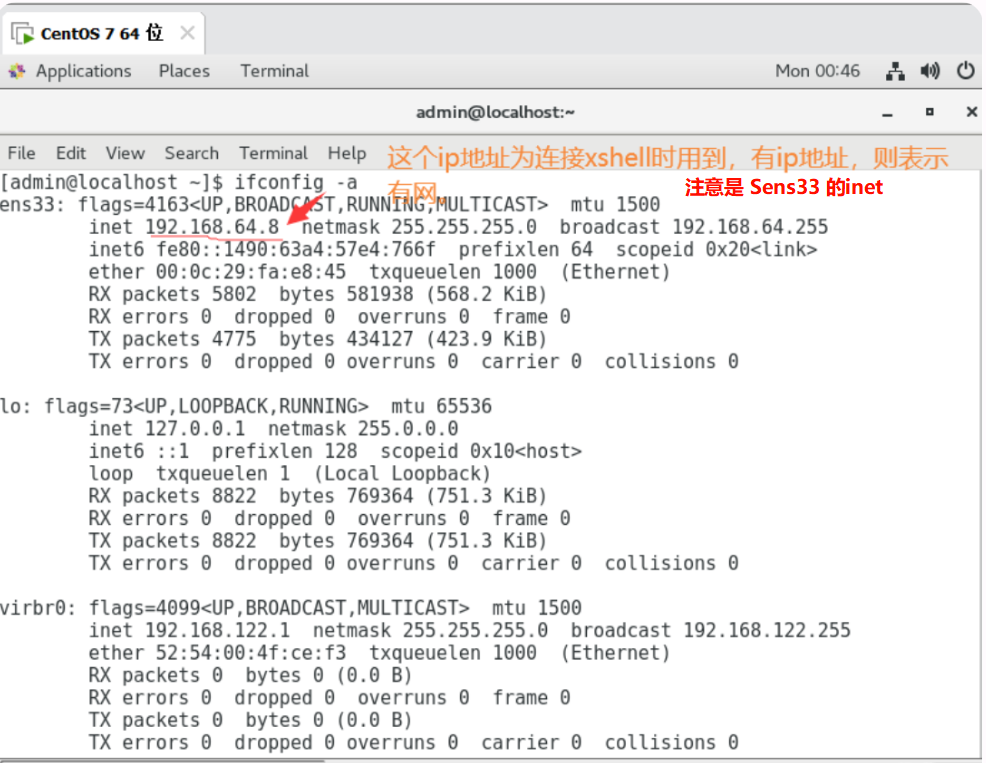 CentOS 7 64 位
Applications Places Terminal Mon 00:46
admin@localhost:~
File Edit View Search Terminal Help
这个ip地址为连接xshell时用到，有ip地址，则表示
有网。
注意是 Sens33 的inet
[admin@localhost ~]$ ifconfig -a
ens33: flags=4163<UP,BROADCAST,RUNNING,MULTICAST>  mtu 1500
inet 192.168.64.8  netmask 255.255.255.0  broadcast 192.168.64.255
inet6 fe80::1490:63a4:57e4:766f  prefixlen 64  scopeid 0x20<link>
ether 00:0c:29:fa:e8:45  txqueuelen 1000  (Ethernet)
RX packets 5802  bytes 581938 (568.2 KiB)
RX errors 0  dropped 0  overruns 0  frame 0
TX packets 4775  bytes 434127 (423.9 KiB)
TX errors 0  dropped 0 overruns 0  carrier 0  collisions 0
lo: flags=73<UP,LOOPBACK,RUNNING>  mtu 65536
inet 127.0.0.1  netmask 255.0.0.0
inet6 ::1  prefixlen 128  scopeid 0x10<host>
loop  txqueuelen 1  (Local Loopback)
RX packets 8822  bytes 769364 (751.3 KiB)
RX errors 0  dropped 0  overruns 0  frame 0
TX packets 8822  bytes 769364 (751.3 KiB)
TX errors 0  dropped 0 overruns 0  carrier 0  collisions 0
virbr0: flags=4099<UP,BROADCAST,MULTICAST>  mtu 1500
inet 192.168.122.1  netmask 255.255.255.0  broadcast 192.168.122.255
ether 52:54:00:4f:ce:f3  txqueuelen 1000  (Ethernet)
RX packets 0  bytes 0 (0.0 B)
RX errors 0  dropped 0  overruns 0  frame 0
TX packets 0  bytes 0 (0.0 B)
TX errors 0  dropped 0 overruns 0  carrier 0  collisions 0